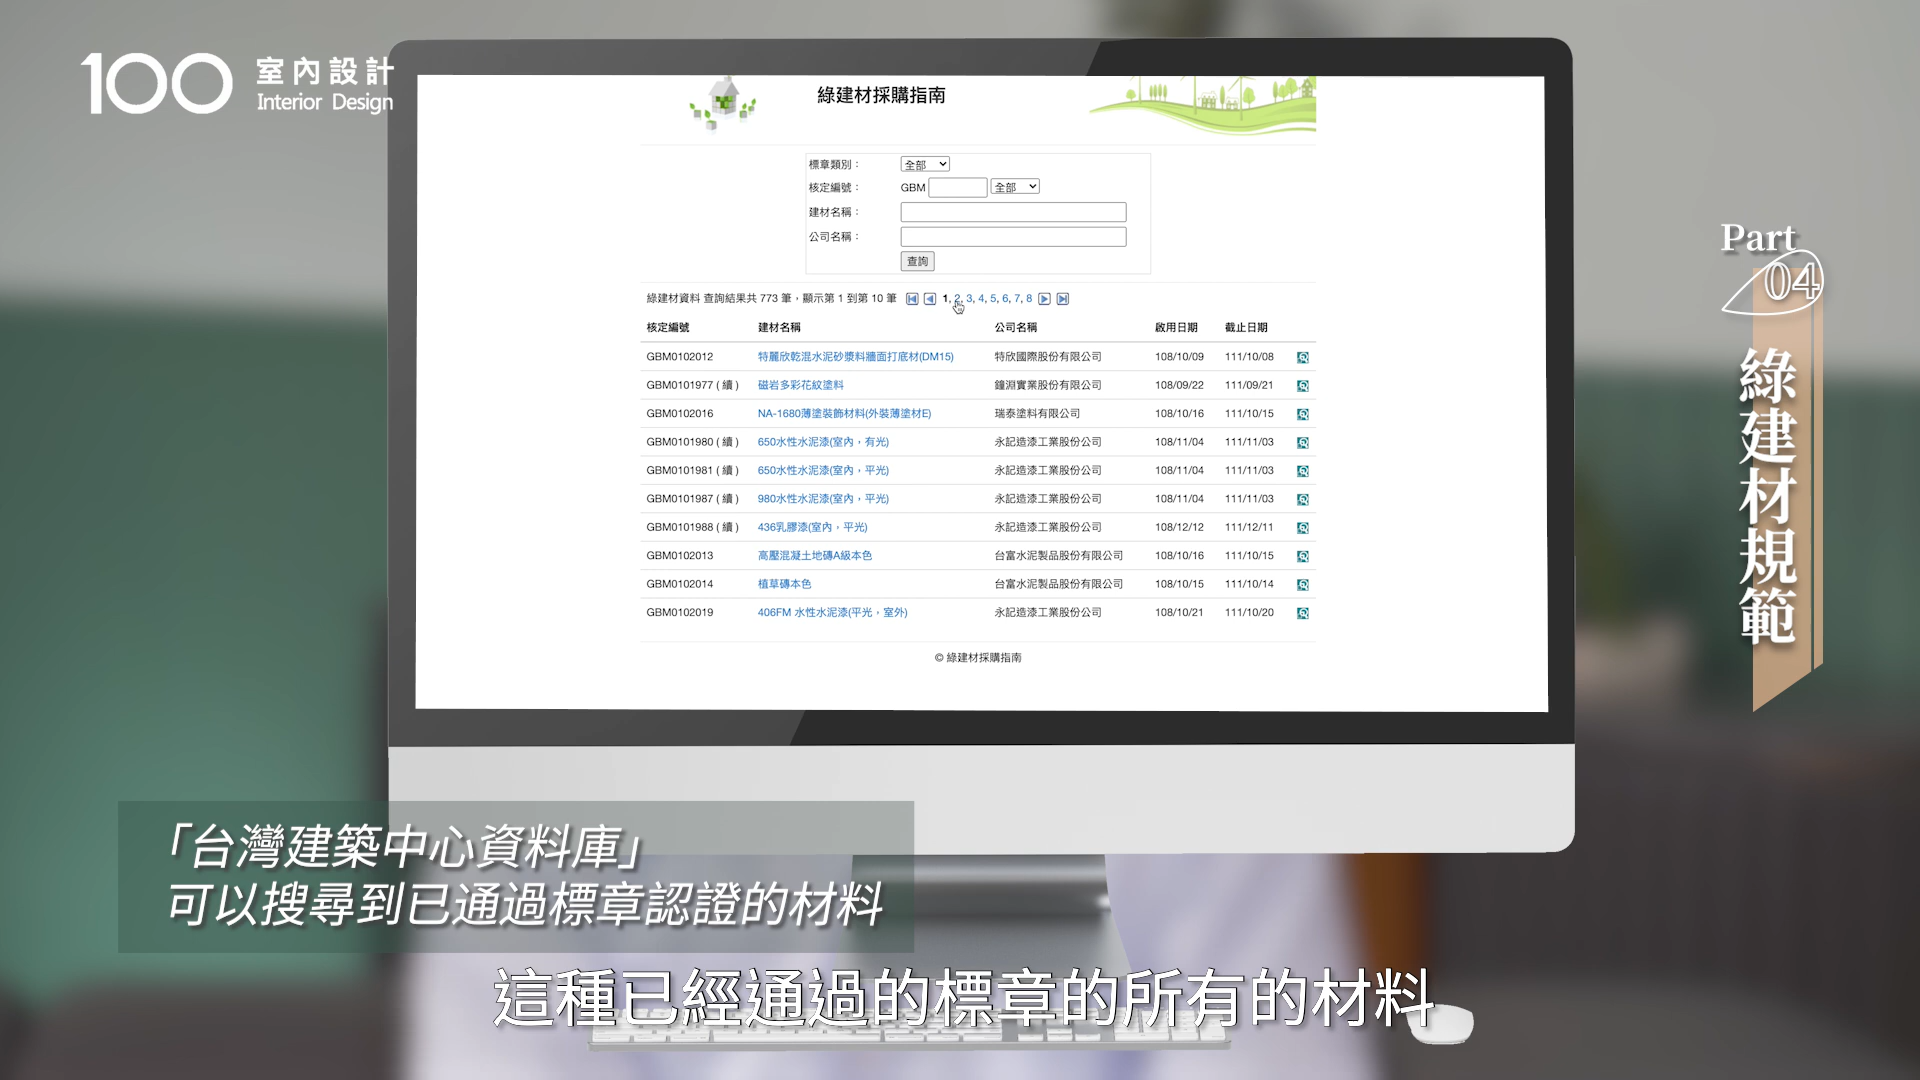 100 室內設計
Interior Design
綠建材採購指南
標章類別： 全部
核定編號： GBM 全部
建材名稱：
公司名稱：
查詢
綠建材資料 查詢結果共 773 筆，顯示第 1 到第 10 筆 1, 2, 3, 4, 5, 6, 7, 8
核定編號 建材名稱 公司名稱 啟用日期 截止日期
GBM0102012 特麗欣乾混水泥砂漿料牆面打底材(DM15) 特欣國際股份有限公司 108/10/09 111/10/08
GBM0101977 ( 續 ) 磁岩多彩花紋塗料 鐘淵實業股份有限公司 108/09/22 111/09/21
GBM0102016 NA-1680薄塗裝飾材料(外裝薄塗材E) 瑞泰塗料有限公司 108/10/16 111/10/15
GBM0101980 ( 續 ) 650水性水泥漆(室內，有光) 永記造漆工業股份公司 108/11/04 111/11/03
GBM0101981 ( 續 ) 650水性水泥漆(室內，平光) 永記造漆工業股份公司 108/11/04 111/11/03
GBM0101987 ( 續 ) 980水性水泥漆(室內，平光) 永記造漆工業股份公司 108/11/04 111/11/03
GBM0101988 ( 續 ) 436乳膠漆(室內，平光) 永記造漆工業股份公司 108/12/12 111/12/11
GBM0102013 高壓混凝土地磚A級本色 台富水泥製品股份有限公司 108/10/16 111/10/15
GBM0102014 植草磚本色 台富水泥製品股份有限公司 108/10/15 111/10/14
GBM0102019 406FM 水性水泥漆(平光，室外) 永記造漆工業股份公司 108/10/21 111/10/20
© 綠建材採購指南
Part
04
綠建材規範
「台灣建築中心資料庫」
可以搜尋到已通過標章認證的材料
這種已經通過的標章的所有的材料